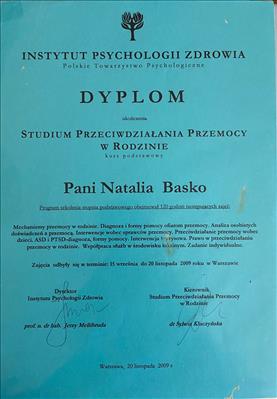 INSTYTUT PSYCHOLOGII ZDROWIA
Polskie Towarzystwo Psychologiczne
DYPLOM
ukończenia
STUDIUM PRZECIWDZIAŁANIA PRZEMOCY
W RODZINIE
kurs podstawowy
Pani Natalia Basko
Program szkolenia stopnia podstawowego obejmował 120 godzin następujących zajęć:
Mechanizmy przemocy w rodzinie. Diagnoza i formy pomocy ofiarom przemocy. Analiza osobistych
doświadczeń z przemocą. Interwencje wobec sprawców przemocy. Przeciwdziałanie przemocy wobec
dzieci. ASD i PTSD-diagnoza, formy pomocy. Interwencja kryzysowa. Prawo w przeciwdziałaniu
przemocy w rodzinie. Współpraca służb w środowisku lokalnym. Zadanie indywidualne.
Zajęcia odbyły się w terminie: 15 września do 20 listopada 2009 roku w Warszawie
Dyrektor
Instytutu Psychologii Zdrowia
prof. n. dr hab. Jerzy Mellibruda
Kierownik
Studium Przeciwdziałania Przemocy
w Rodzinie
dr Sylwia Kluczyńska
Warszawa, 20 listopada 2009 r